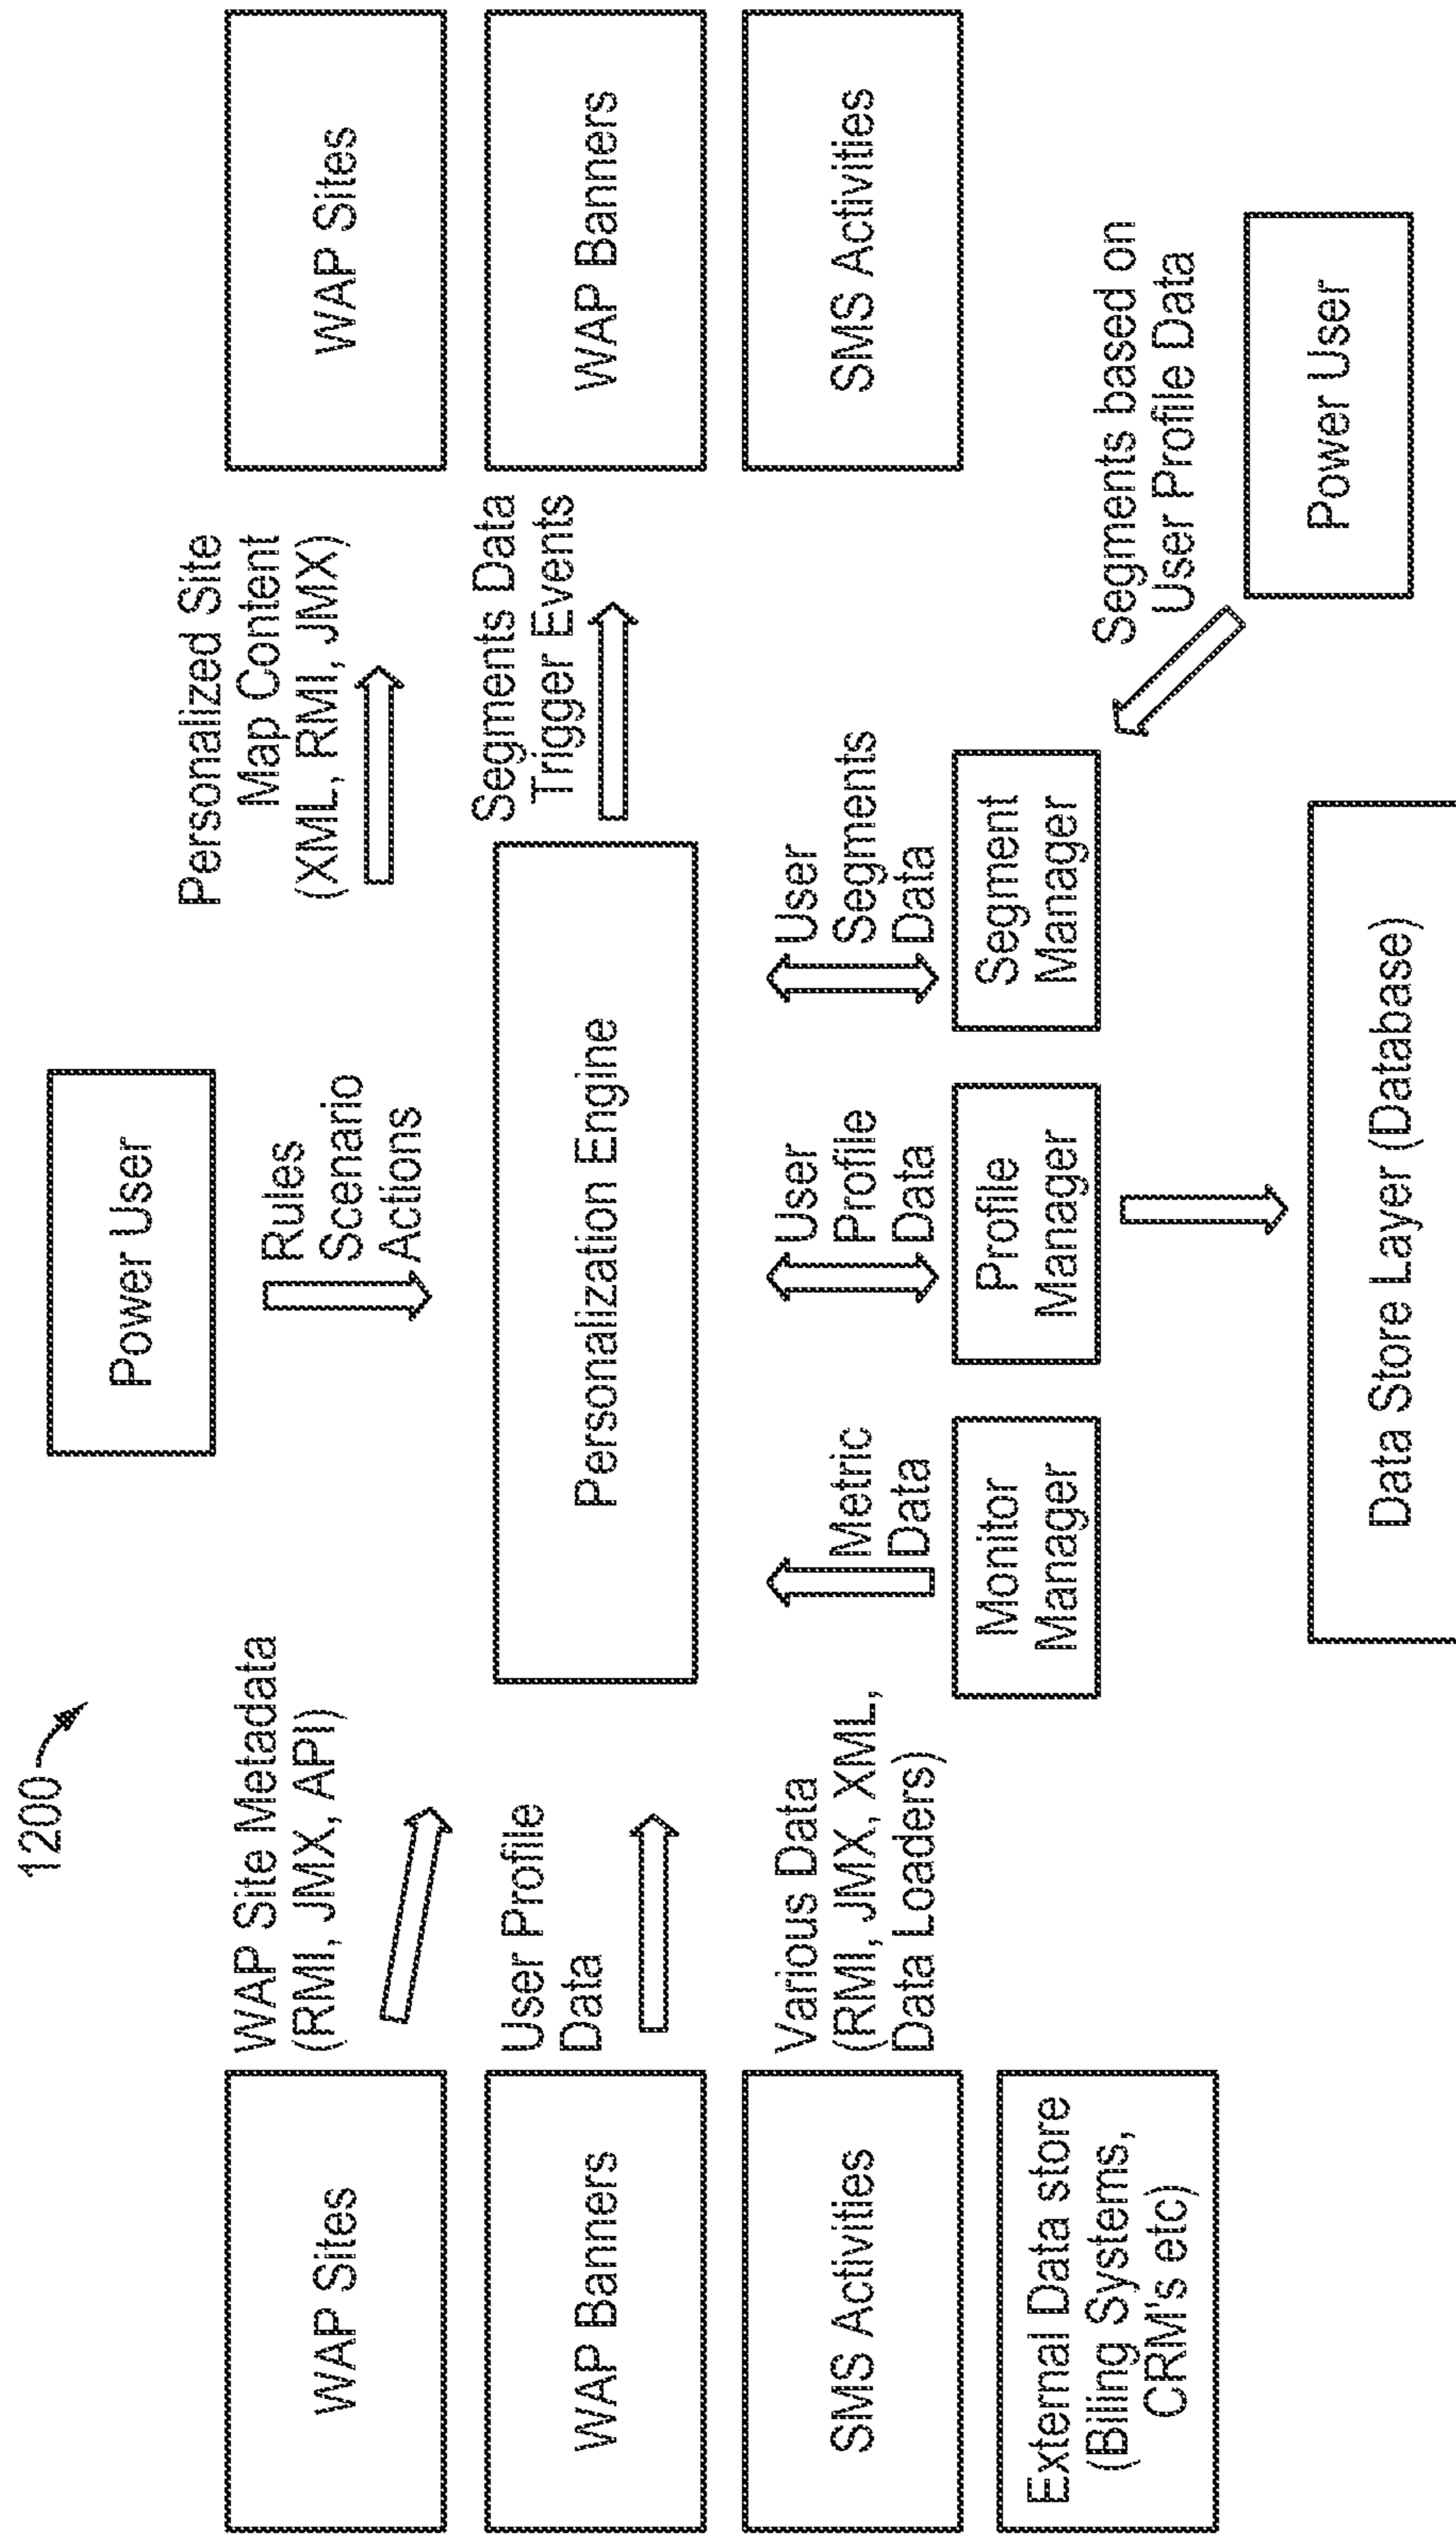 1200
Power User
Rules
Scenario
Actions
WAP Site Metadata
(RMI, JMX, API)
Personalized Site
Map Content
(XML, RMI, JMX)
WAP Sites
WAP Sites
User Profile
Data
Personalization Engine
Segments Data
Trigger Events
WAP Banners
WAP Banners
Various Data
(RMI, JMX, XML,
Data Loaders)
Metric
Data
User
Profile
Data
User
Segments
Data
SMS Activities
SMS Activities
External Data store
(Billing Systems,
CRM's etc)
Monitor
Manager
Profile
Manager
Segment
Manager
Segments based on
User Profile Data
Power User
Data Store Layer (Database)